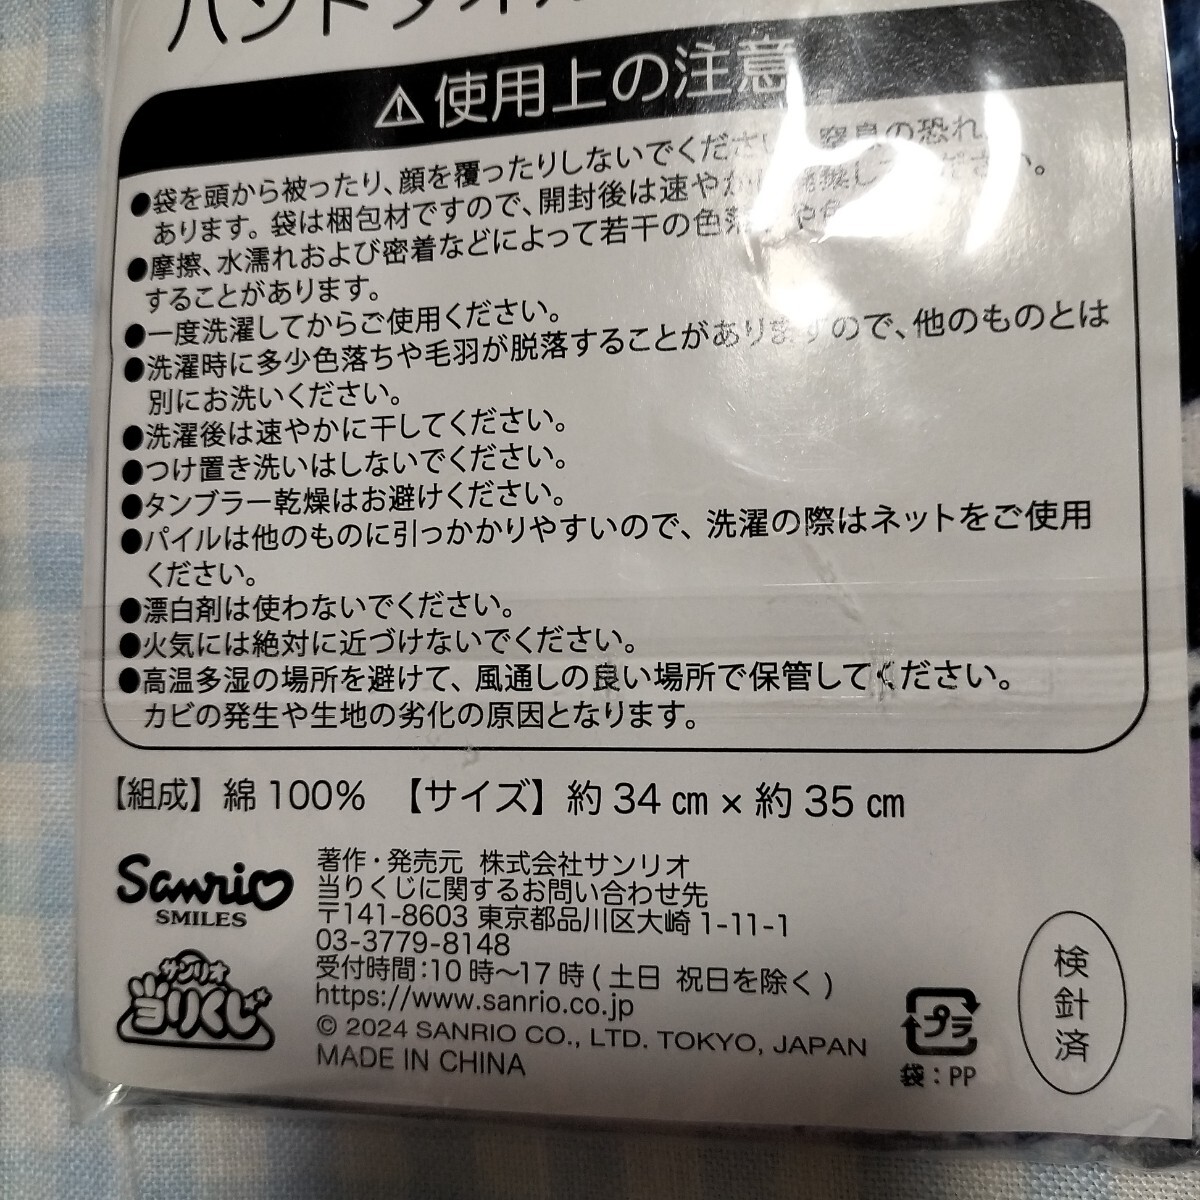 ハンドタオル
使用上の注意
●袋を頭から被ったり、顔を覆ったりしないでください 窒息の恐れ
あります。袋は梱包材ですので、開封後は速やかに 廃棄し ください。
●摩擦、水濡れおよび密着などによって若干の色落 や色
することがあります。
●一度洗濯してからご使用ください。
●洗濯時に多少色落ちや毛羽が脱落することがありますので、他のものとは
別にお洗いください。
●洗濯後は速やかに干してください。
●つけ置き洗いはしないでください。
●タンブラー乾燥はお避けください。
●パイルは他のものに引っかかりやすいので、洗濯の際はネットをご使用
ください。
●漂白剤は使わないでください。
●火気には絶対に近づけないでください。
●高温多湿の場所を避けて、風通しの良い場所で保管してください。
カビの発生や生地の劣化の原因となります。
【組成】綿100% 【サイズ】約34cm×約35cm
Sanrio
SMILES
サンリオ
当りくじ
著作・発売元 株式会社サンリオ
当りくじに関するお問い合わせ先
〒141-8603 東京都品川区大崎1-11-1
03-3779-8148
受付時間:10時〜17時(土日 祝日を除く)
https://www.sanrio.co.jp
© 2024 SANRIO CO., LTD. TOKYO, JAPAN
MADE IN CHINA
プラ
袋:PP
検針済